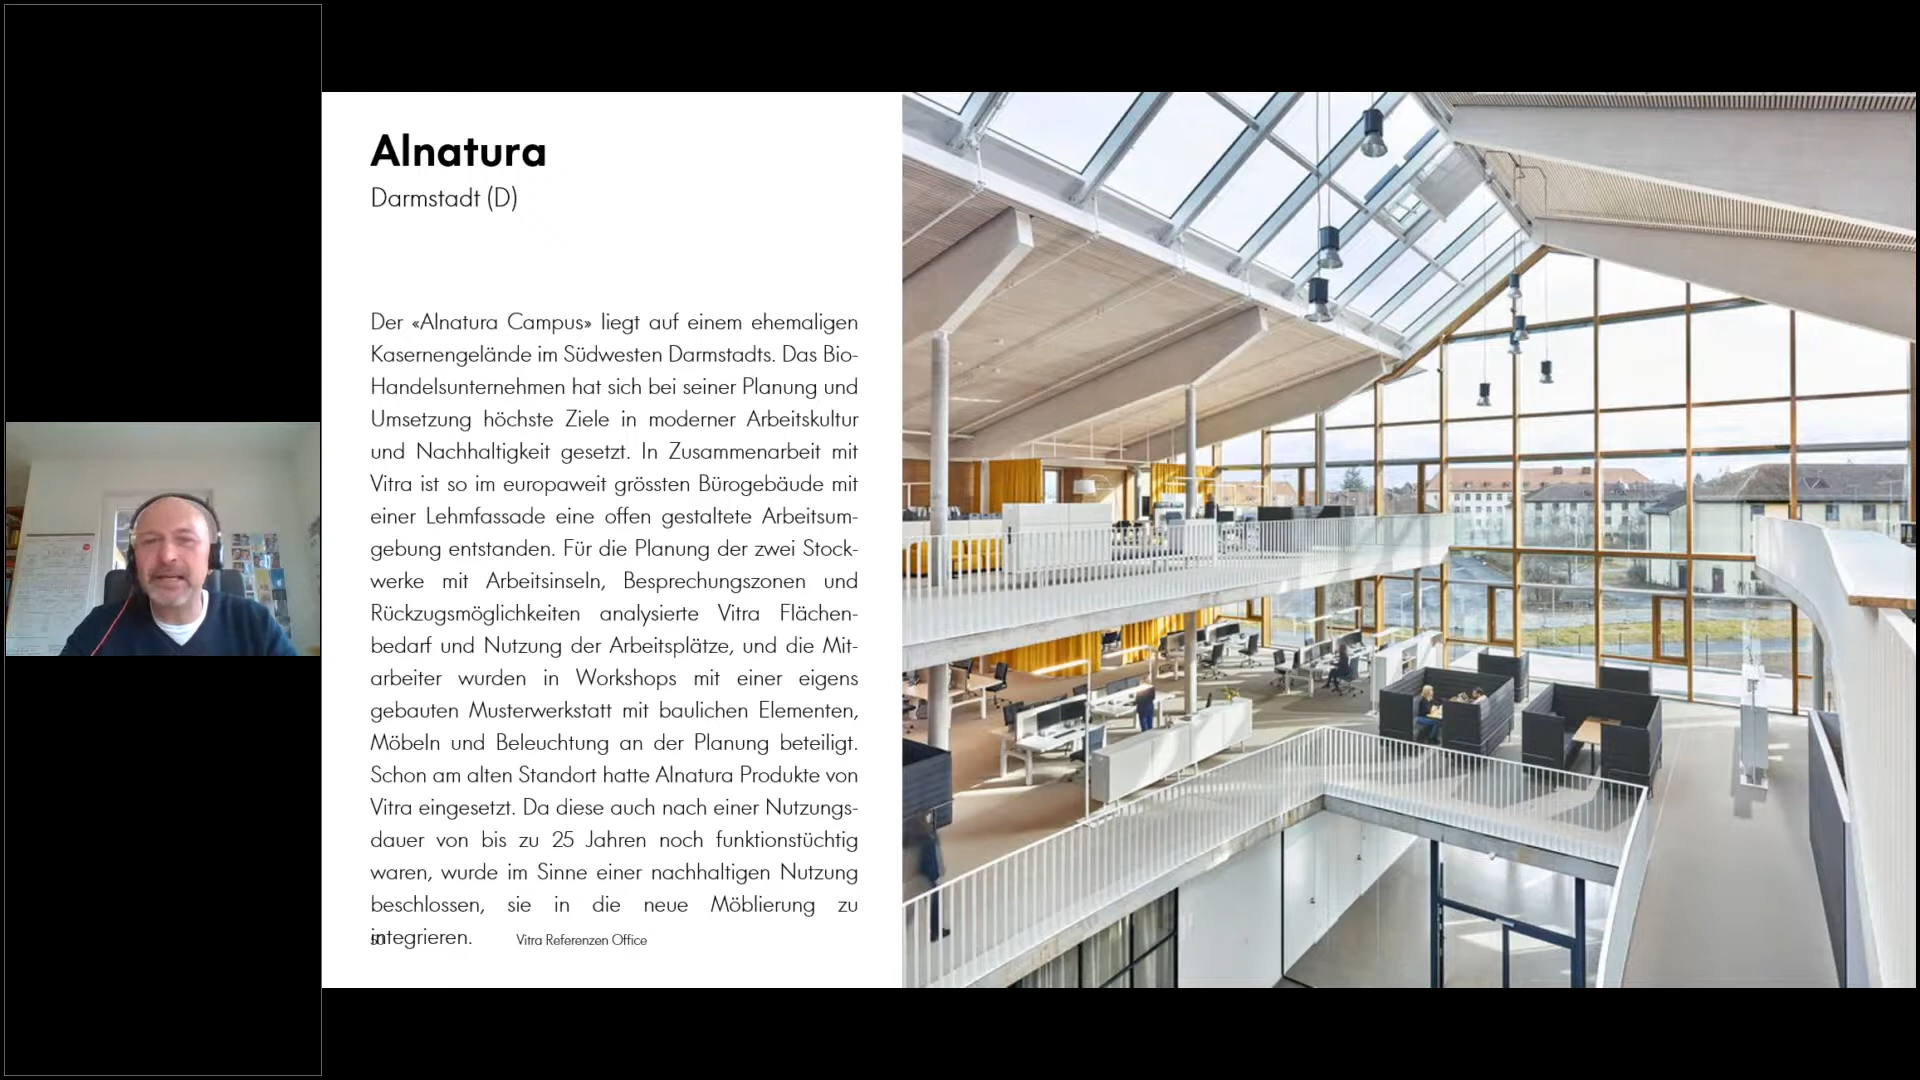 Alnatura
Darmstadt (D)
Der «Alnatura Campus» liegt auf einem ehemaligen
Kasernengelände im Südwesten Darmstadts. Das Bio-
Handelsunternehmen hat sich bei seiner Planung und
Umsetzung höchste Ziele in moderner Arbeitskultur
und Nachhaltigkeit gesetzt. In Zusammenarbeit mit
Vitra ist so im europaweit grössten Bürogebäude mit
einer Lehmfassade eine offen gestaltete Arbeitsum-
gebung entstanden. Für die Planung der zwei Stock-
werke mit Arbeitsinseln, Besprechungszonen und
Rückzugsmöglichkeiten analysierte Vitra Flächen-
bedarf und Nutzung der Arbeitsplätze, und die Mit-
arbeiter wurden in Workshops mit einer eigens
gebauten Musterwerkstatt mit baulichen Elementen,
Möbeln und Beleuchtung an der Planung beteiligt.
Schon am alten Standort hatte Alnatura Produkte von
Vitra eingesetzt. Da diese auch nach einer Nutzungs-
dauer von bis zu 25 Jahren noch funktionstüchtig
waren, wurde im Sinne einer nachhaltigen Nutzung
beschlossen, sie in die neue Möblierung zu
integrieren.
Vitra Referenzen Office